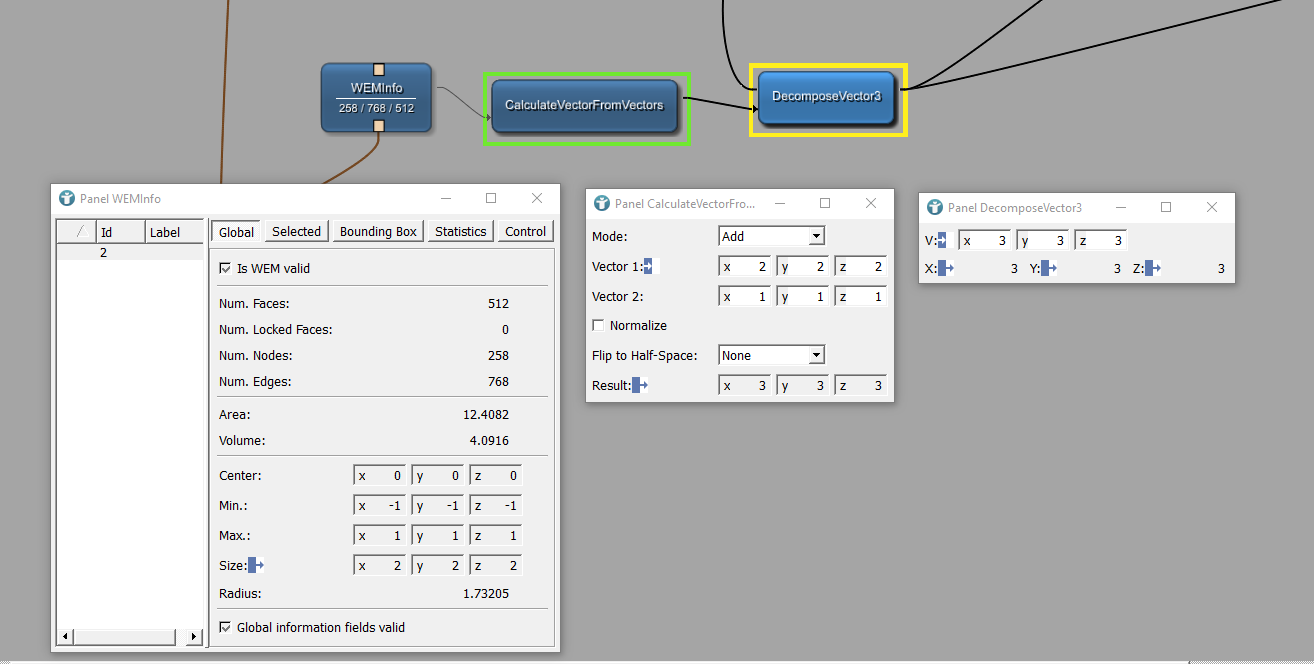 WEMInfo
258 / 768 / 512
CalculateVectorFromVectors
DecomposeVector3
Panel WEMInfo
Id Label
2
Global Selected Bounding Box Statistics Control
Is WEM valid
Num. Faces: 512
Num. Locked Faces: 0
Num. Nodes: 258
Num. Edges: 768
Area: 12.4082
Volume: 4.0916
Center: x 0 y 0 z 0
Min.: x -1 y -1 z -1
Max.: x 1 y 1 z 1
Size: x 2 y 2 z 2
Radius: 1.73205
Global information fields valid
Panel CalculateVectorFro...
Mode: Add
Vector 1: x 2 y 2 z 2
Vector 2: x 1 y 1 z 1
Normalize
Flip to Half-Space: None
Result: x 3 y 3 z 3
Panel DecomposeVector3
V: x 3 y 3 z 3
X: 3 Y: 3 Z: 3